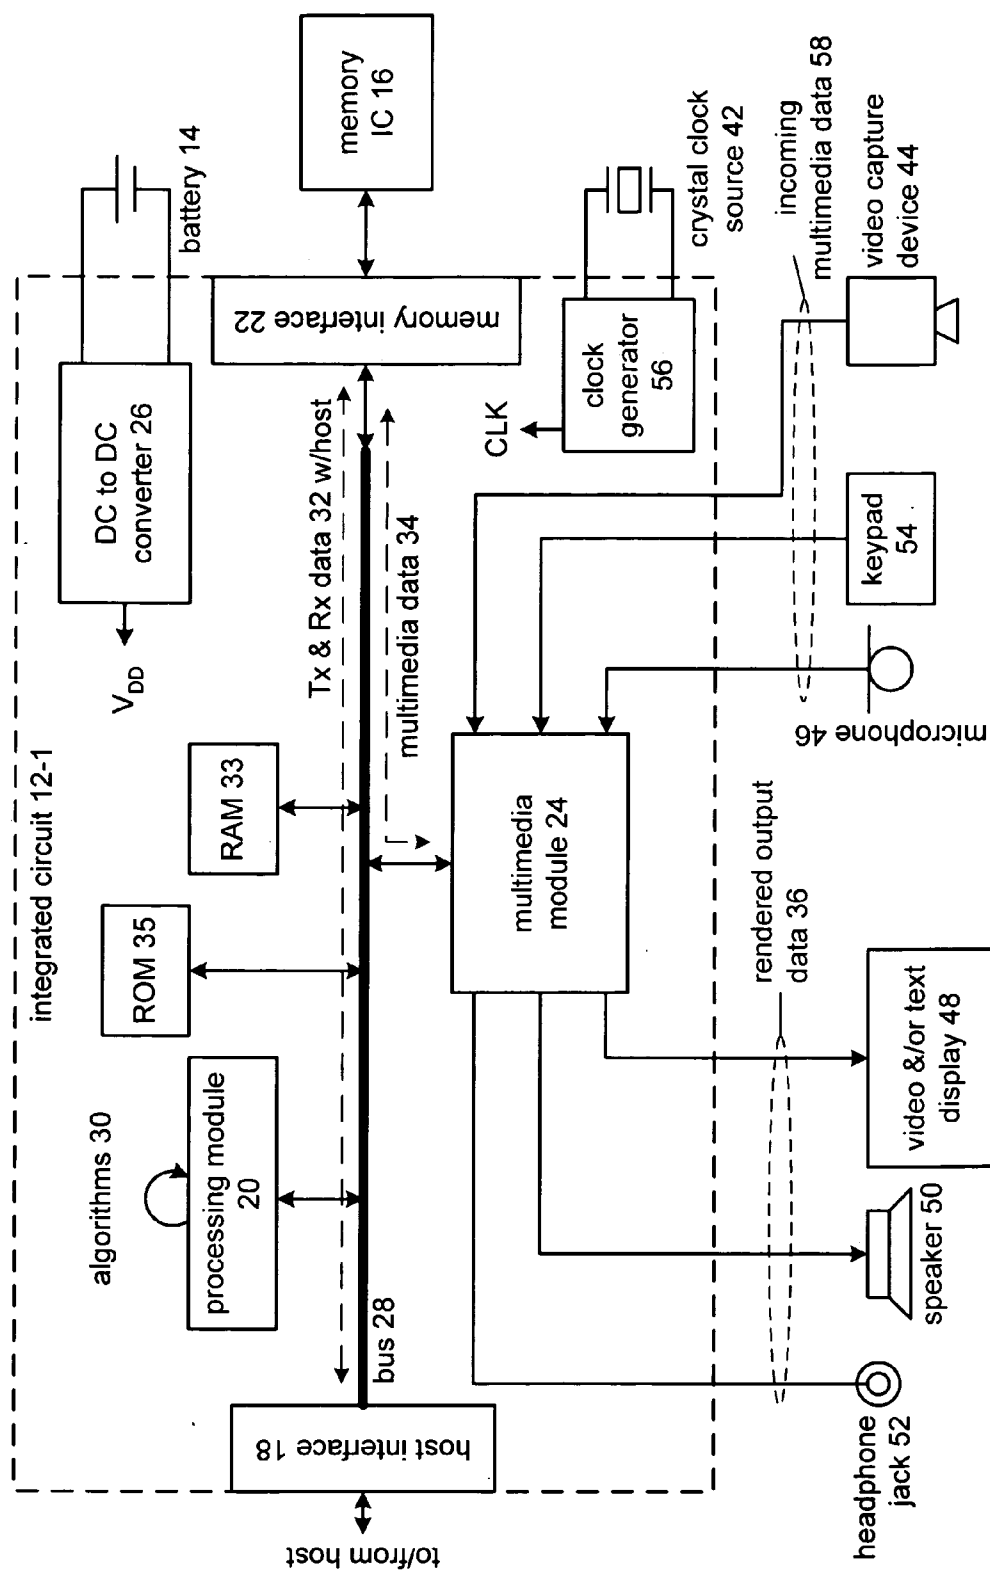 integrated circuit 12-1
DC to DC
converter 26
V_DD
battery 14
memory
IC 16
algorithms 30
processing module
20
ROM 35
RAM 33
Tx & Rx data 32 w/host
multimedia data 34
memory interface 22
host interface 18
to/from host
bus 28
CLK
clock
generator
56
crystal clock
source 42
multimedia
module 24
incoming
multimedia data 58
rendered output
data 36
headphone
jack 52
speaker 50
video &/or text
display 48
microphone 46
keypad
54
video capture
device 44